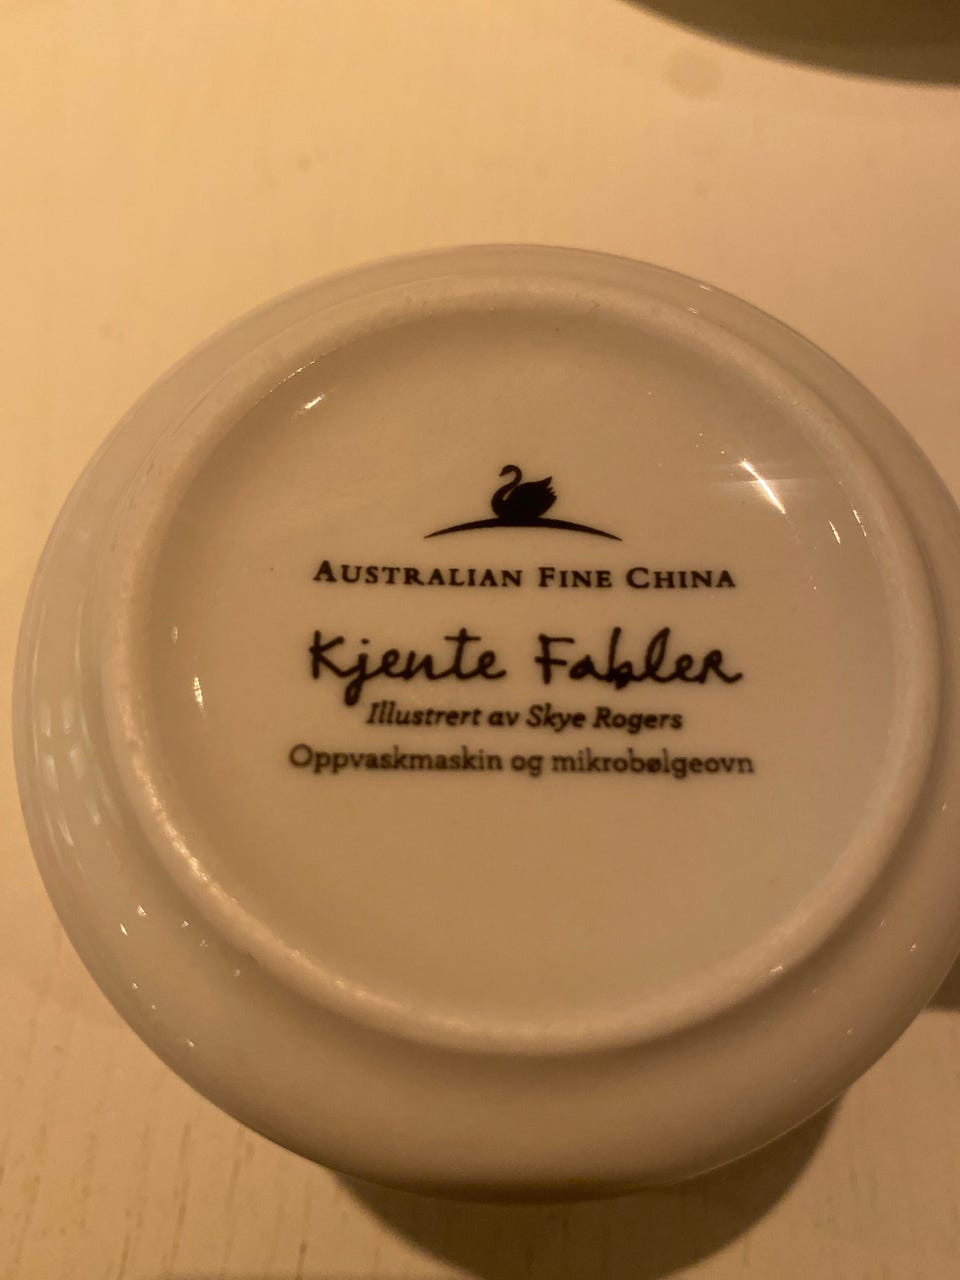 AUSTRALIAN FINE CHINA
Kjente Fabler
Illustrert av Skye Rogers
Oppvaskmaskin og mikrobølgeovn